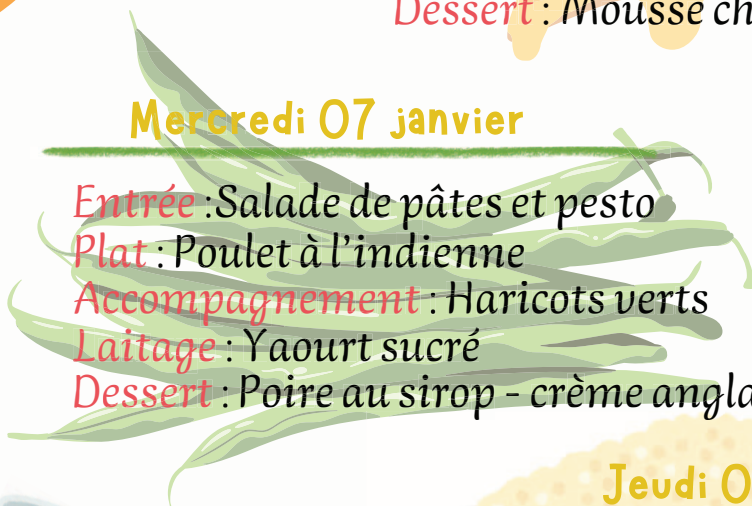 Dessert : Mousse ch
Mercredi 07 janvier
Entrée :Salade de pâtes et pesto
Plat : Poulet à l'indienne
Accompagnement : Haricots verts
Laitage : Yaourt sucré
Dessert : Poire au sirop - crème angla
Jeudi 0